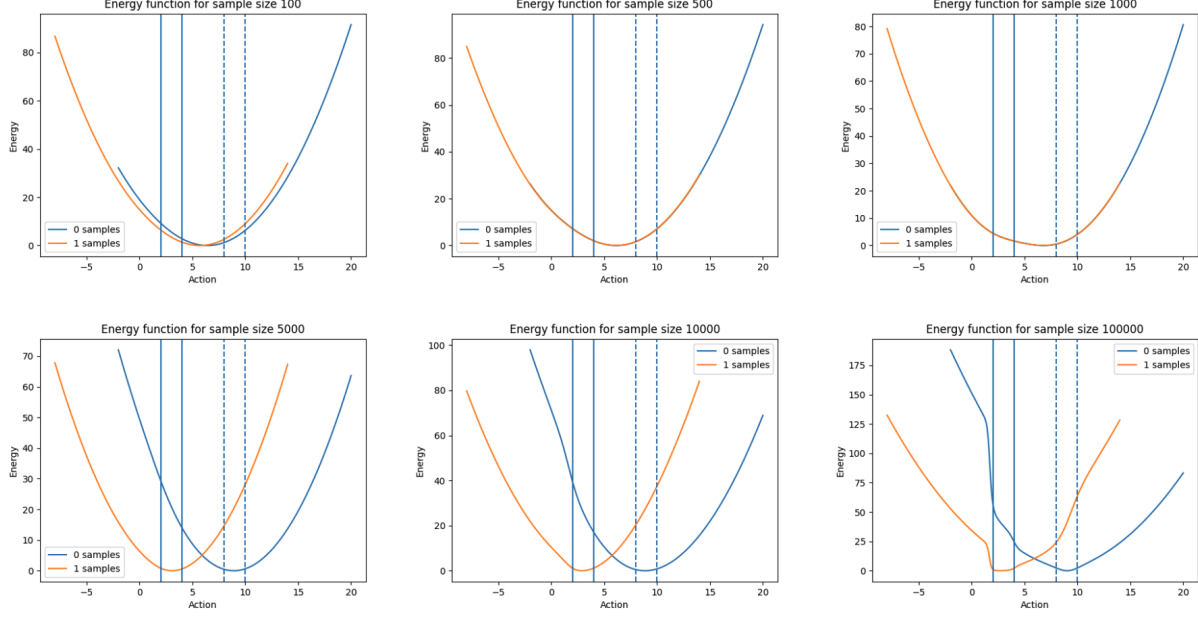 Energy function for sample size 100
Energy function for sample size 500
Energy function for sample size 1000
80
60
40
20
0
Energy
-5
0
5
10
15
20
Action
0 samples
1 samples
80
60
40
20
0
Energy
-5
0
5
10
15
20
Action
0 samples
1 samples
80
70
60
50
40
30
20
10
0
Energy
-5
0
5
10
15
20
Action
0 samples
1 samples
Energy function for sample size 5000
Energy function for sample size 10000
Energy function for sample size 100000
70
60
50
40
30
20
10
0
Energy
-5
0
5
10
15
20
Action
0 samples
1 samples
100
80
60
40
20
0
Energy
-5
0
5
10
15
20
Action
0 samples
1 samples
175
150
125
100
75
50
25
0
Energy
-5
0
5
10
15
20
Action
0 samples
1 samples